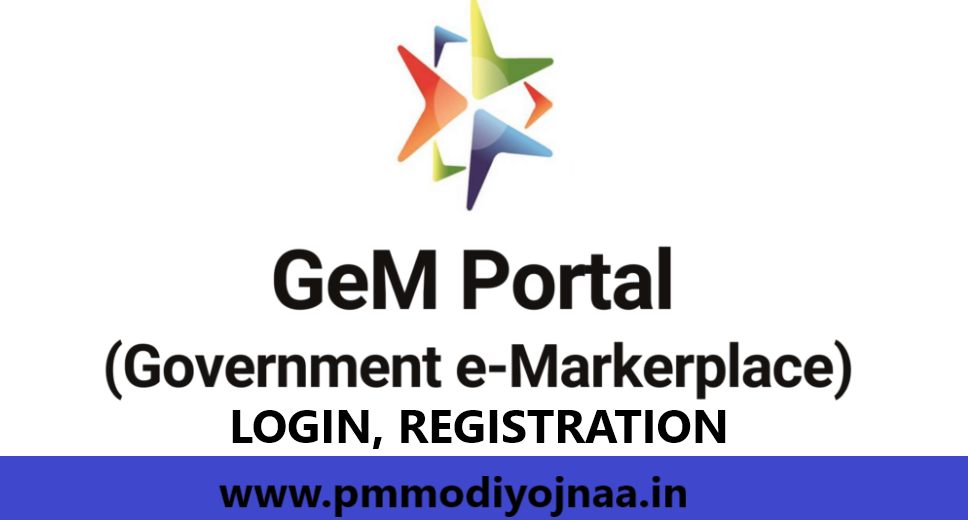 GeM Portal
(Government e-Markerplace)
LOGIN, REGISTRATION
www.pmmodiyojnaa.in